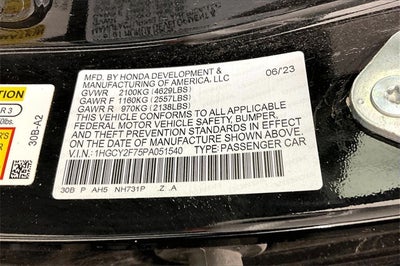 MFD. BY HONDA DEVELOPMENT & 06/23
MANUFACTURING OF AMERICA, LLC
GVWR 2100KG (4629LBS)
GAWR F 1160KG (2557LBS)
GAWR R 970KG (2138LBS)
THIS VEHICLE CONFORMS TO ALL APPLICABLE
FEDERAL MOTOR VEHICLE SAFETY, BUMPER,
AND THEFT PREVENTION STANDARDS IN EFFECT
ON THE DATE OF MANUFACTURE SHOWN ABOVE.
V.I.N.: 1HGCY2F75PA051540 TYPE: PASSENGER CAR
30B P AH5 NH731P .Z .A
30B-A2
R 3
0lbs.